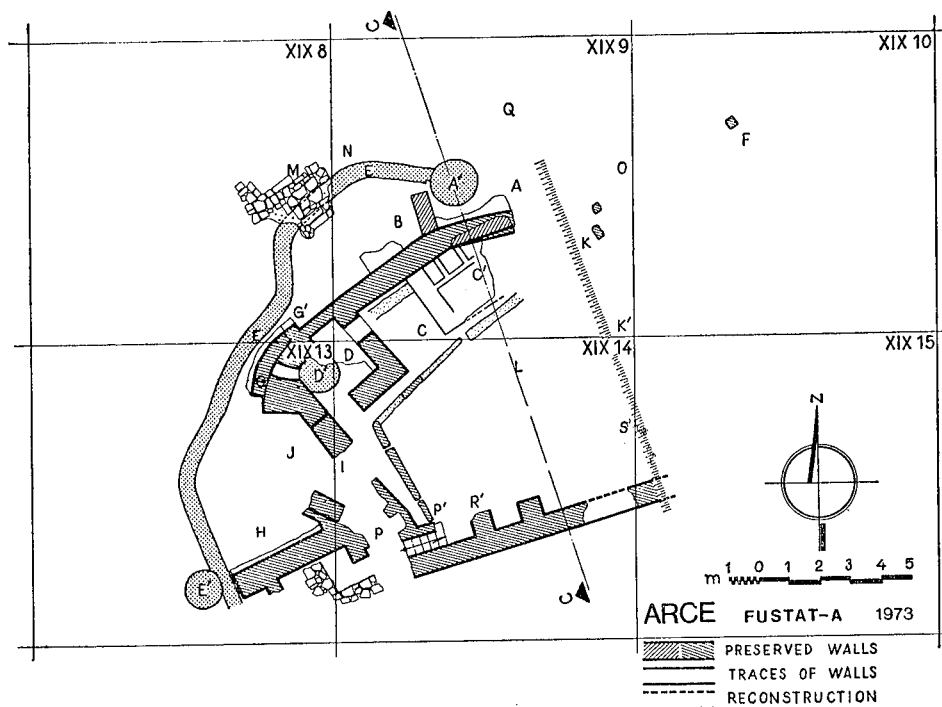 C
XIX 8
XIX 9
XIX 10
Q
F
O
M
N
E
A'
A
B
K
C'
G'
E'
C
K'
XIX 13
D
XIX 14
XIX 15
G
D'
L
N
S'
J
I
H
P
P'
R'
E'
C
m 1 0 1 2 3 4 5
ARCE FUSTAT-A 1973
PRESERVED WALLS
TRACES OF WALLS
RECONSTRUCTION